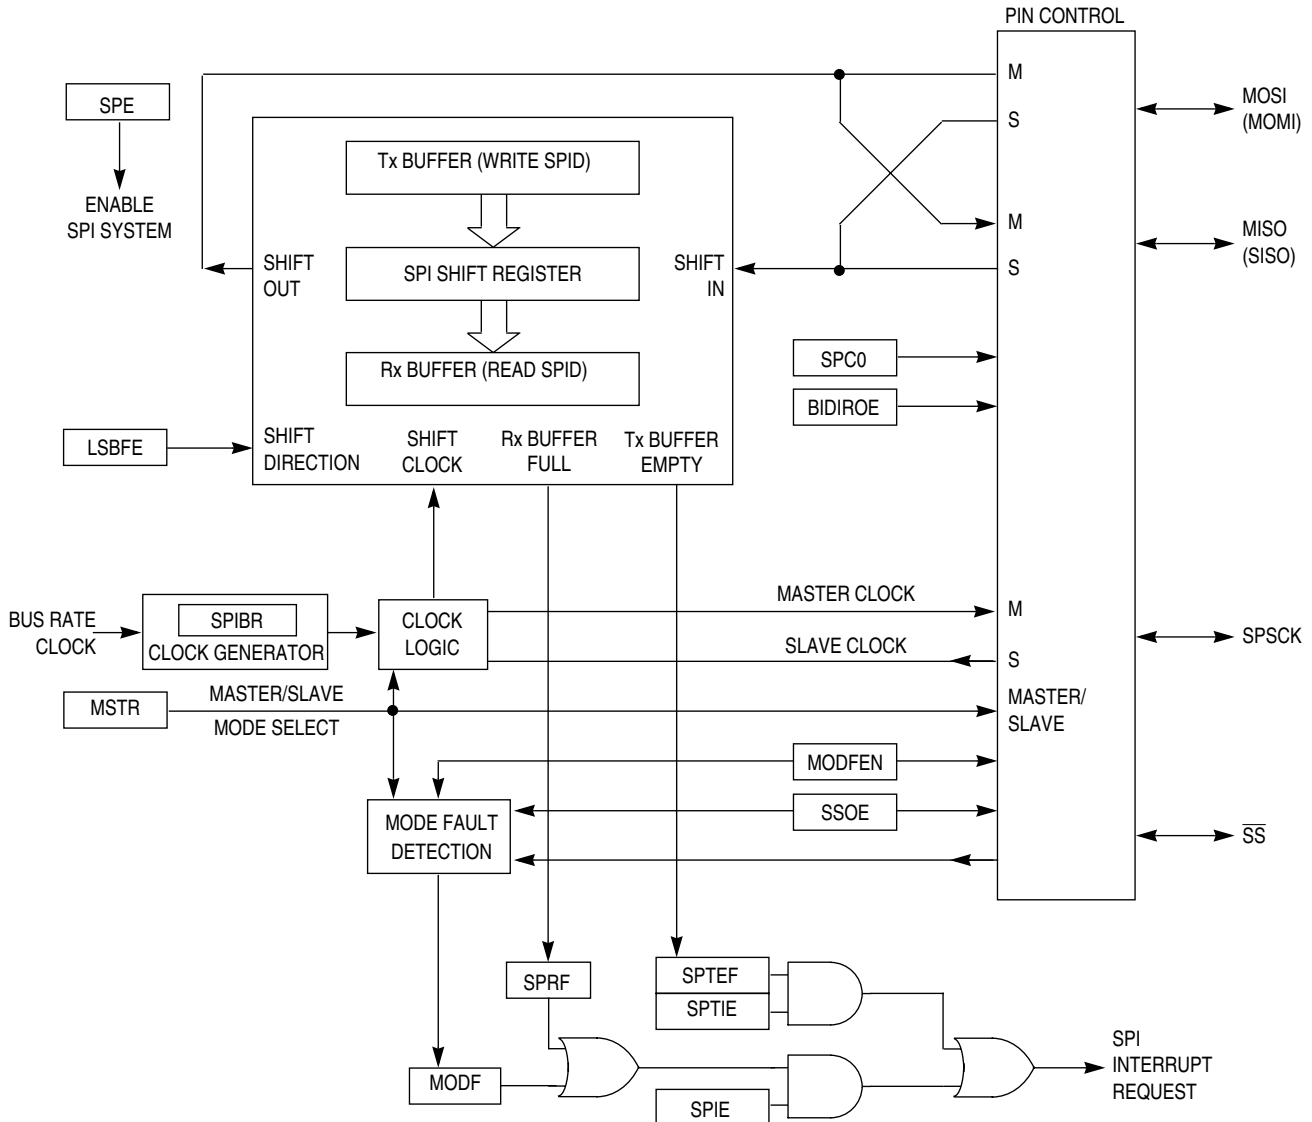 PIN CONTROL
M
SPE
MOSI
(MOMI)
S
Tx BUFFER (WRITE SPID)
ENABLE
SPI SYSTEM
M
MISO
(SISO)
SHIFT
OUT
SPI SHIFT REGISTER
SHIFT
IN
S
SPC0
Rx BUFFER (READ SPID)
BIDIROE
LSBFE
SHIFT
DIRECTION
SHIFT
CLOCK
Rx BUFFER
FULL
Tx BUFFER
EMPTY
MASTER CLOCK
M
BUS RATE
CLOCK
SPIBR
CLOCK GENERATOR
CLOCK
LOGIC
SLAVE CLOCK
S
SPSCK
MSTR
MASTER/SLAVE
MODE SELECT
MASTER/
SLAVE
MODFEN
SSOE
MODE FAULT
DETECTION
SS
SPRF
SPTEF
SPTIE
MODF
SPIE
SPI
INTERRUPT
REQUEST